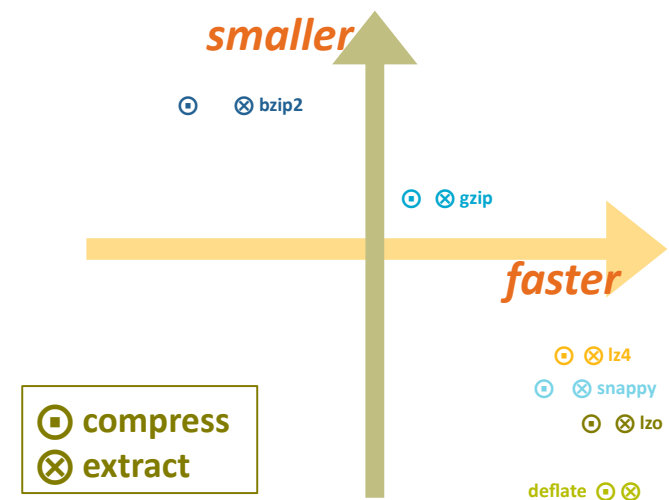 smaller
bzip2
gzip
faster
lz4
snappy
lzo
deflate
compress
extract